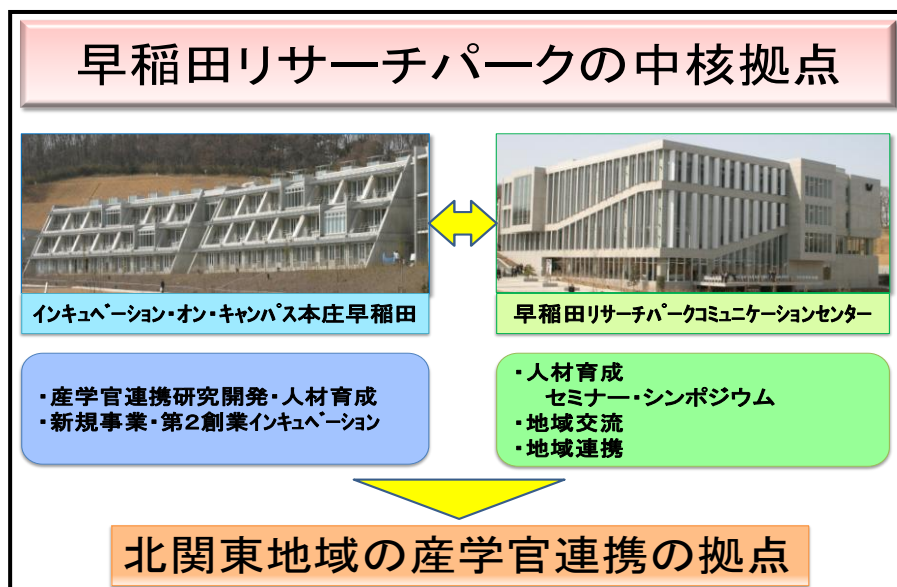 早稲田リサーチパークの中核拠点
インキュベーション・オン・キャンパス本庄早稲田
早稲田リサーチパークコミュニケーションセンター
・産学官連携研究開発・人材育成
・新規事業・第2創業インキュベーション
・人材育成
セミナー・シンポジウム
・地域交流
・地域連携
北関東地域の産学官連携の拠点